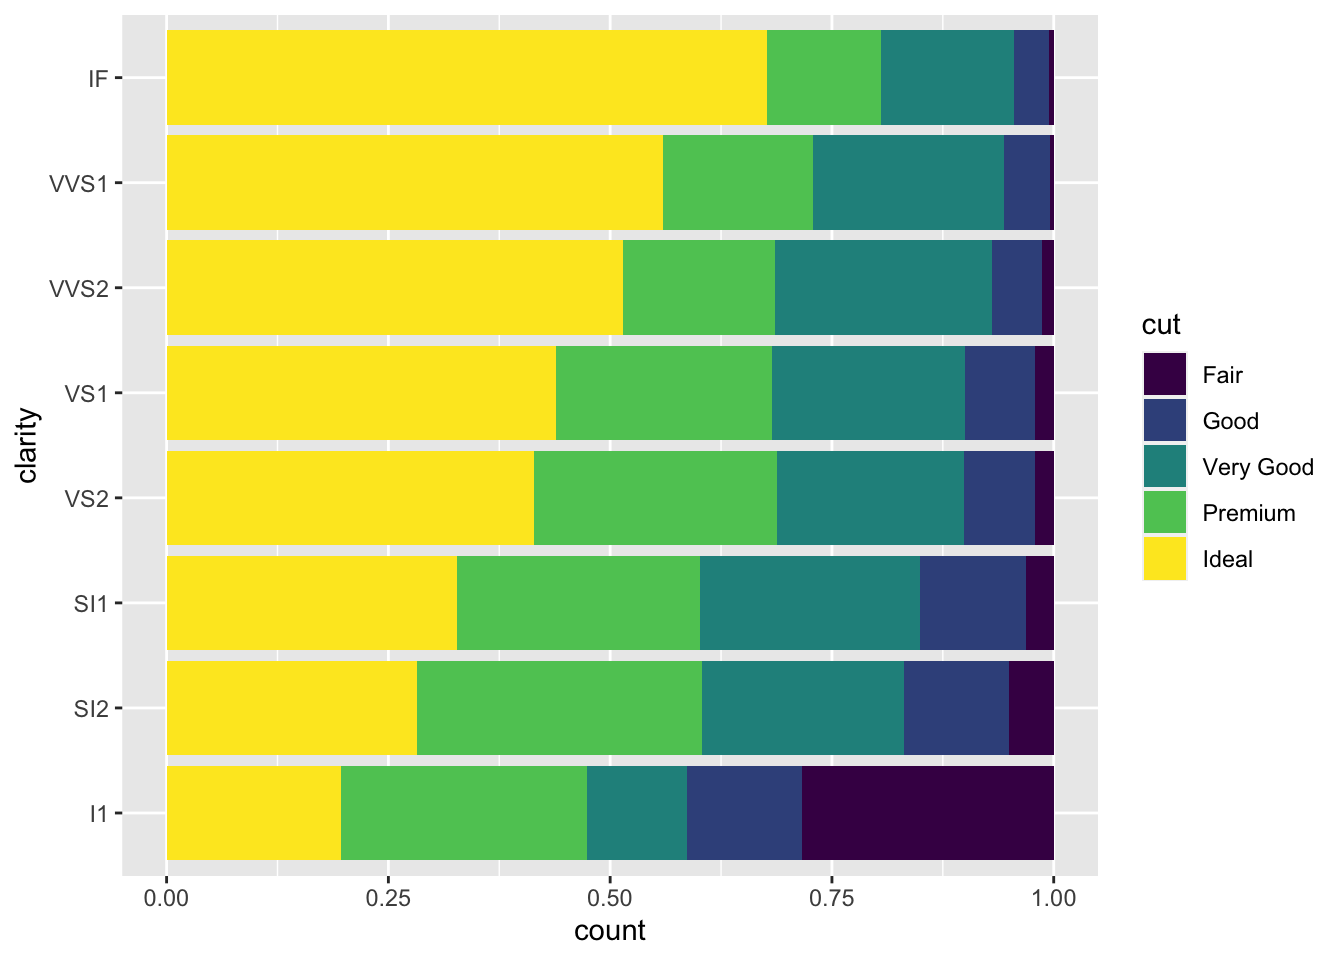 IF
VVS1
VVS2
VS1
VS2
SI1
SI2
I1
clarity
0.00 0.25 0.50 0.75 1.00
count
cut
Fair
Good
Very Good
Premium
Ideal